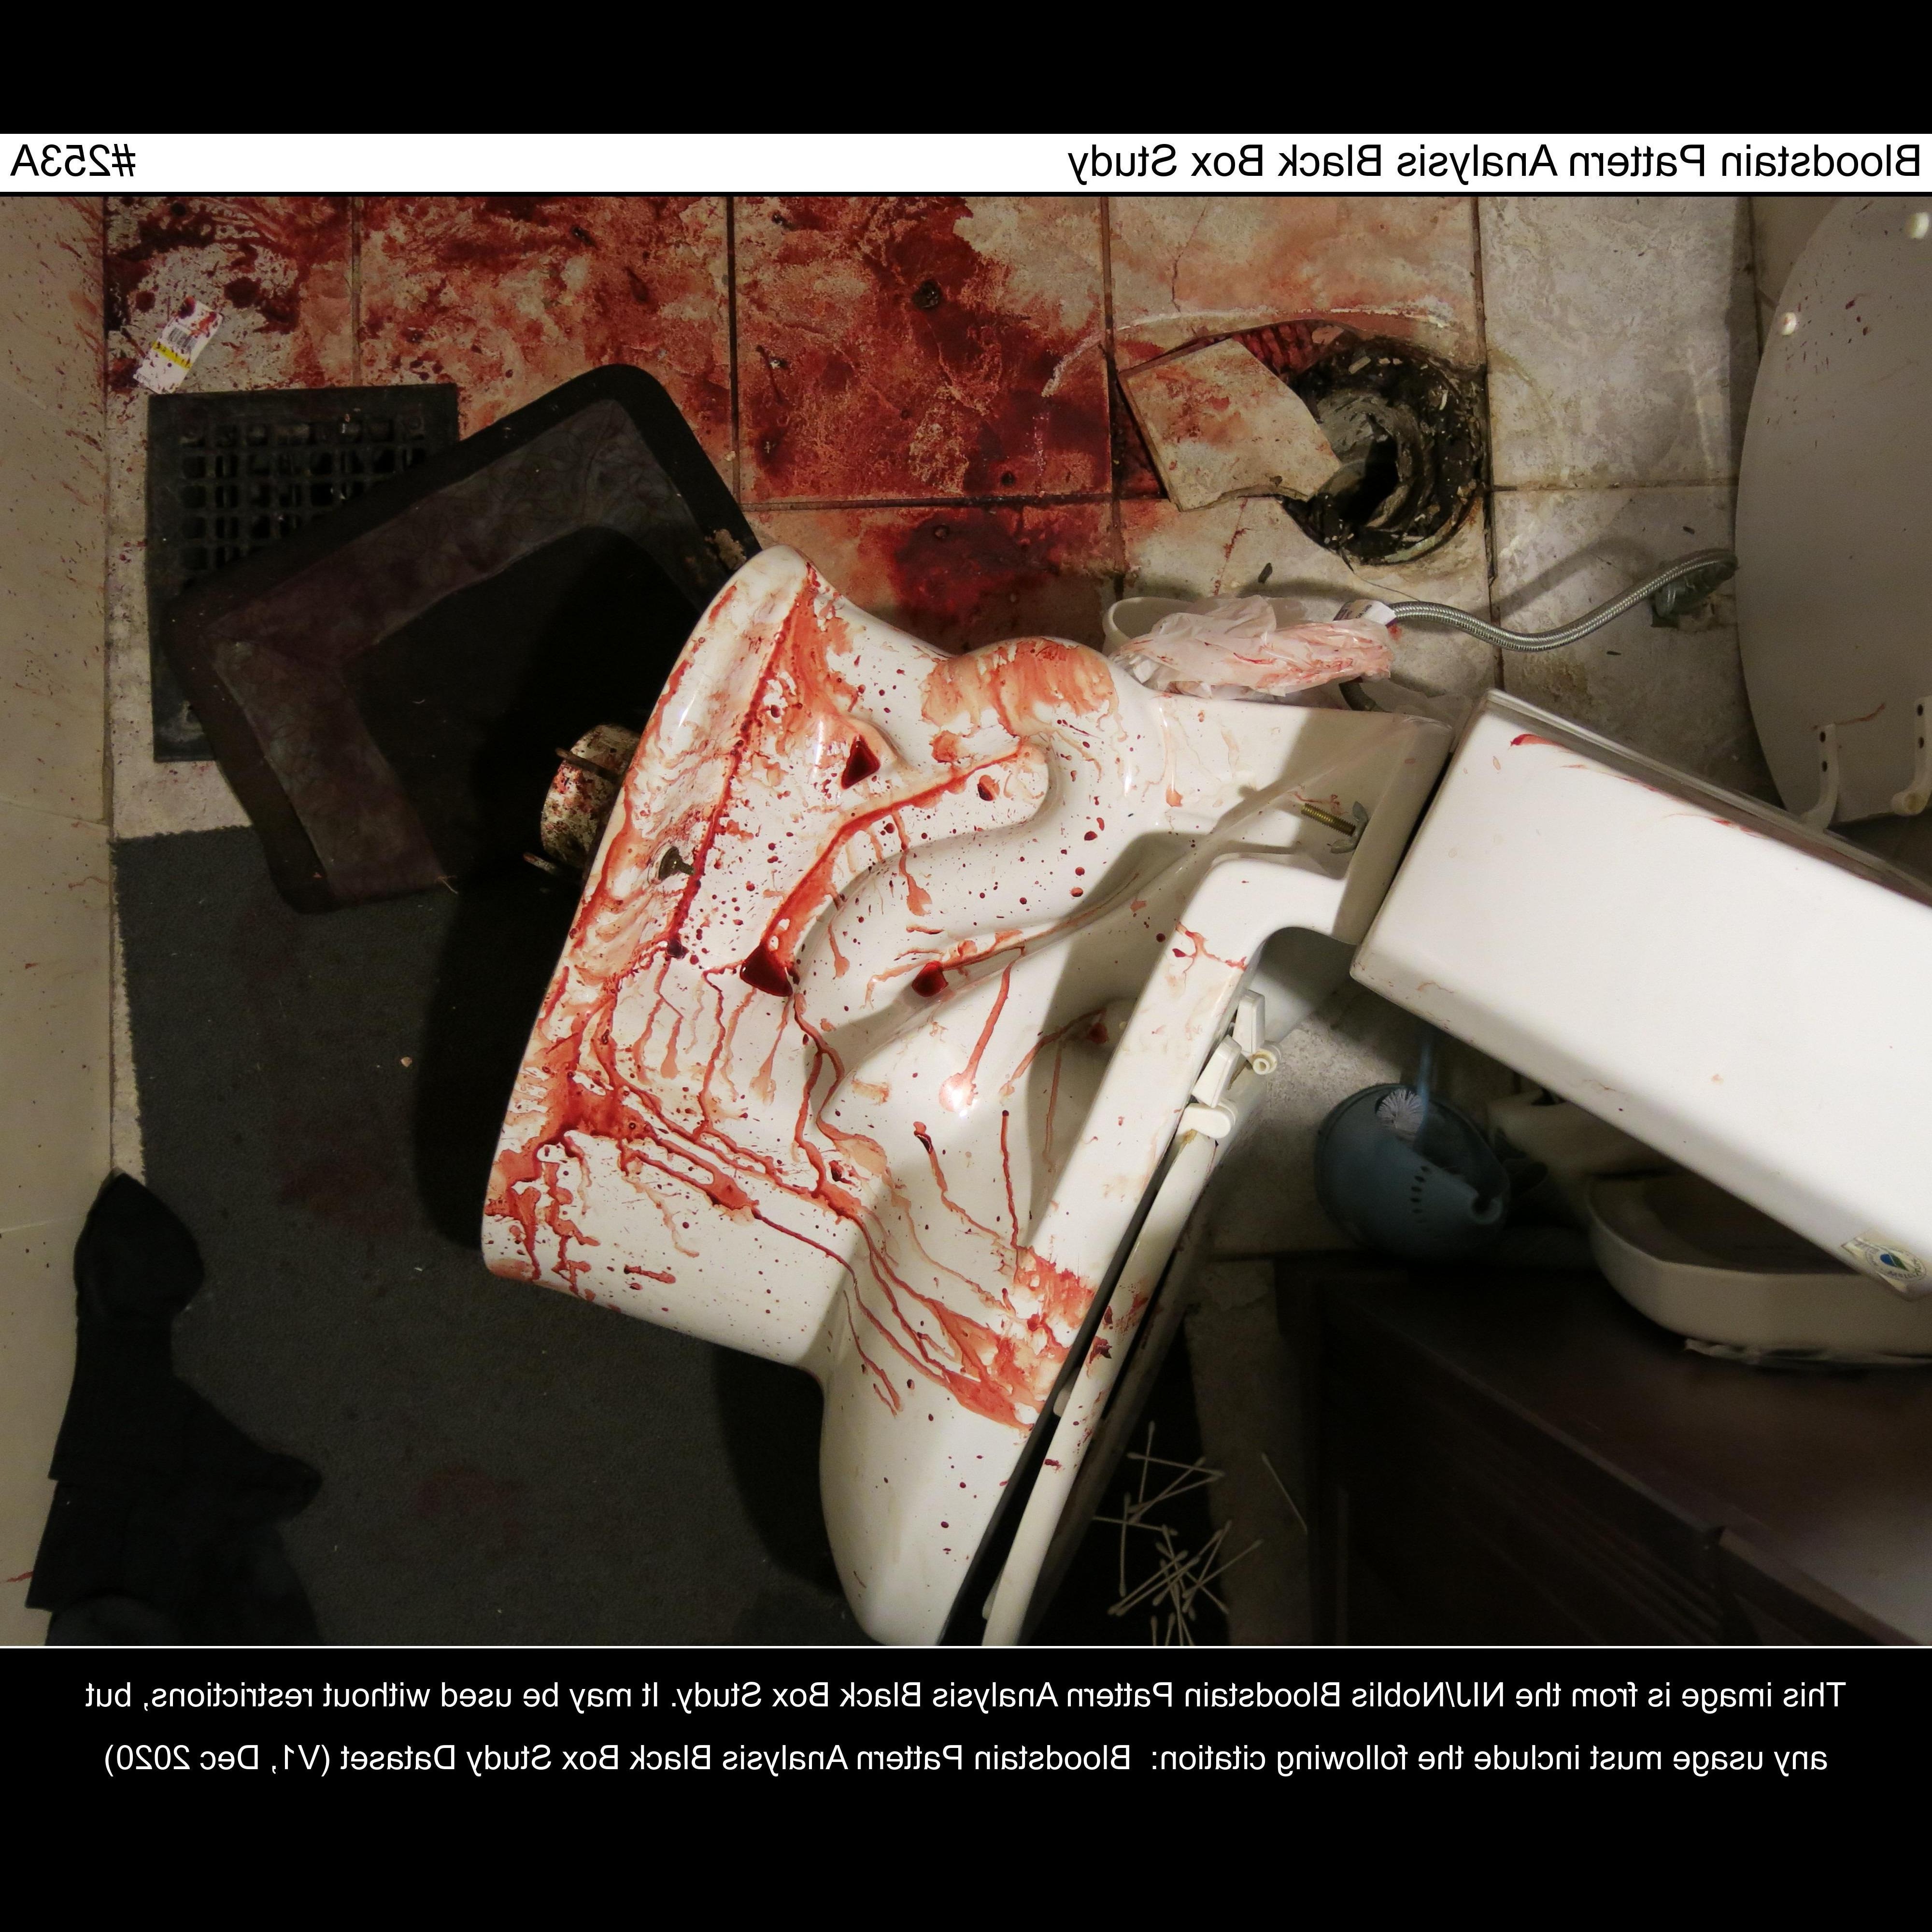 Bloodstain Pattern Analysis Black Box Study
#253A
This image is from the NIJ/Noblis Bloodstain Pattern Analysis Black Box Study. It may be used without restrictions, but
any usage must include the following citation: Bloodstain Pattern Analysis Black Box Study Dataset (V1, Dec 2020)